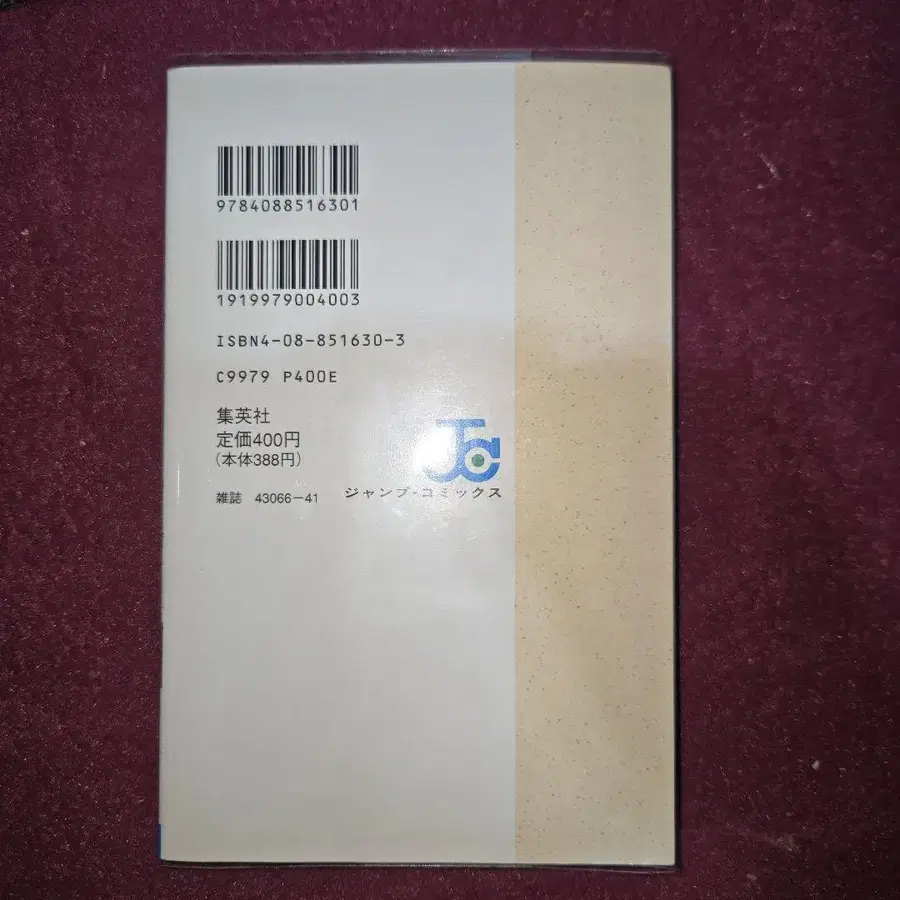 9784088516301
1919979004003
ISBN4-08-851630-3
C9979 P400E
集英社
定価400円
(本体388円)
雑誌 43066-41
JC
ジャンプ・コミックス